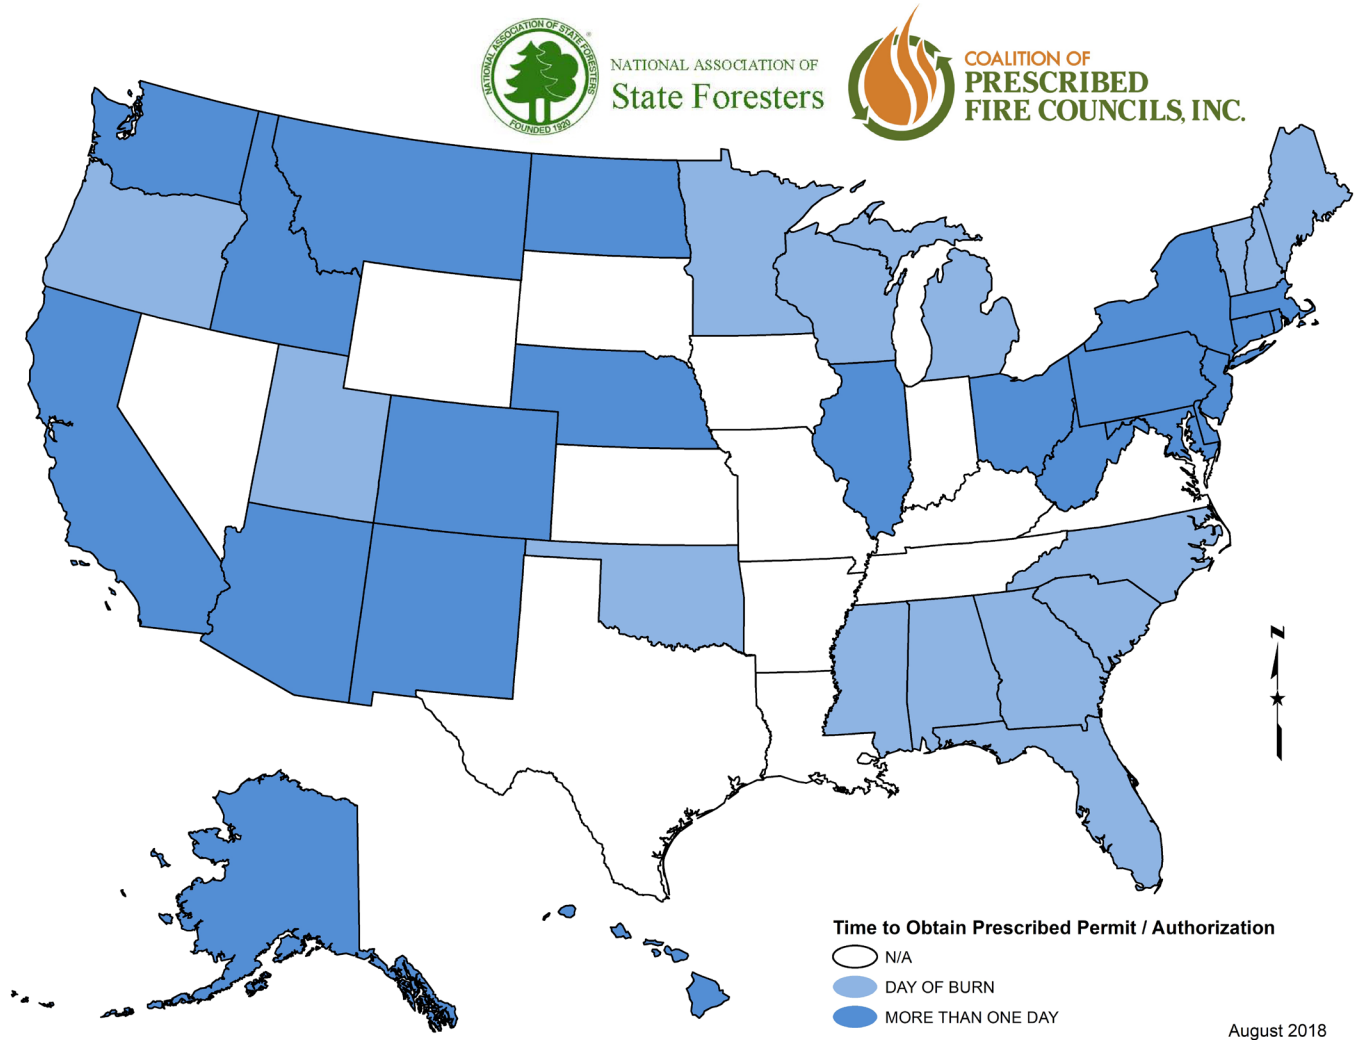 NATIONAL ASSOCIATION OF STATE FORESTERS
FOUNDED 1920
®
NATIONAL ASSOCIATION OF
State Foresters
COALITION OF
PRESCRIBED
FIRE COUNCILS, INC.
N
Time to Obtain Prescribed Permit / Authorization
N/A
DAY OF BURN
MORE THAN ONE DAY
August 2018